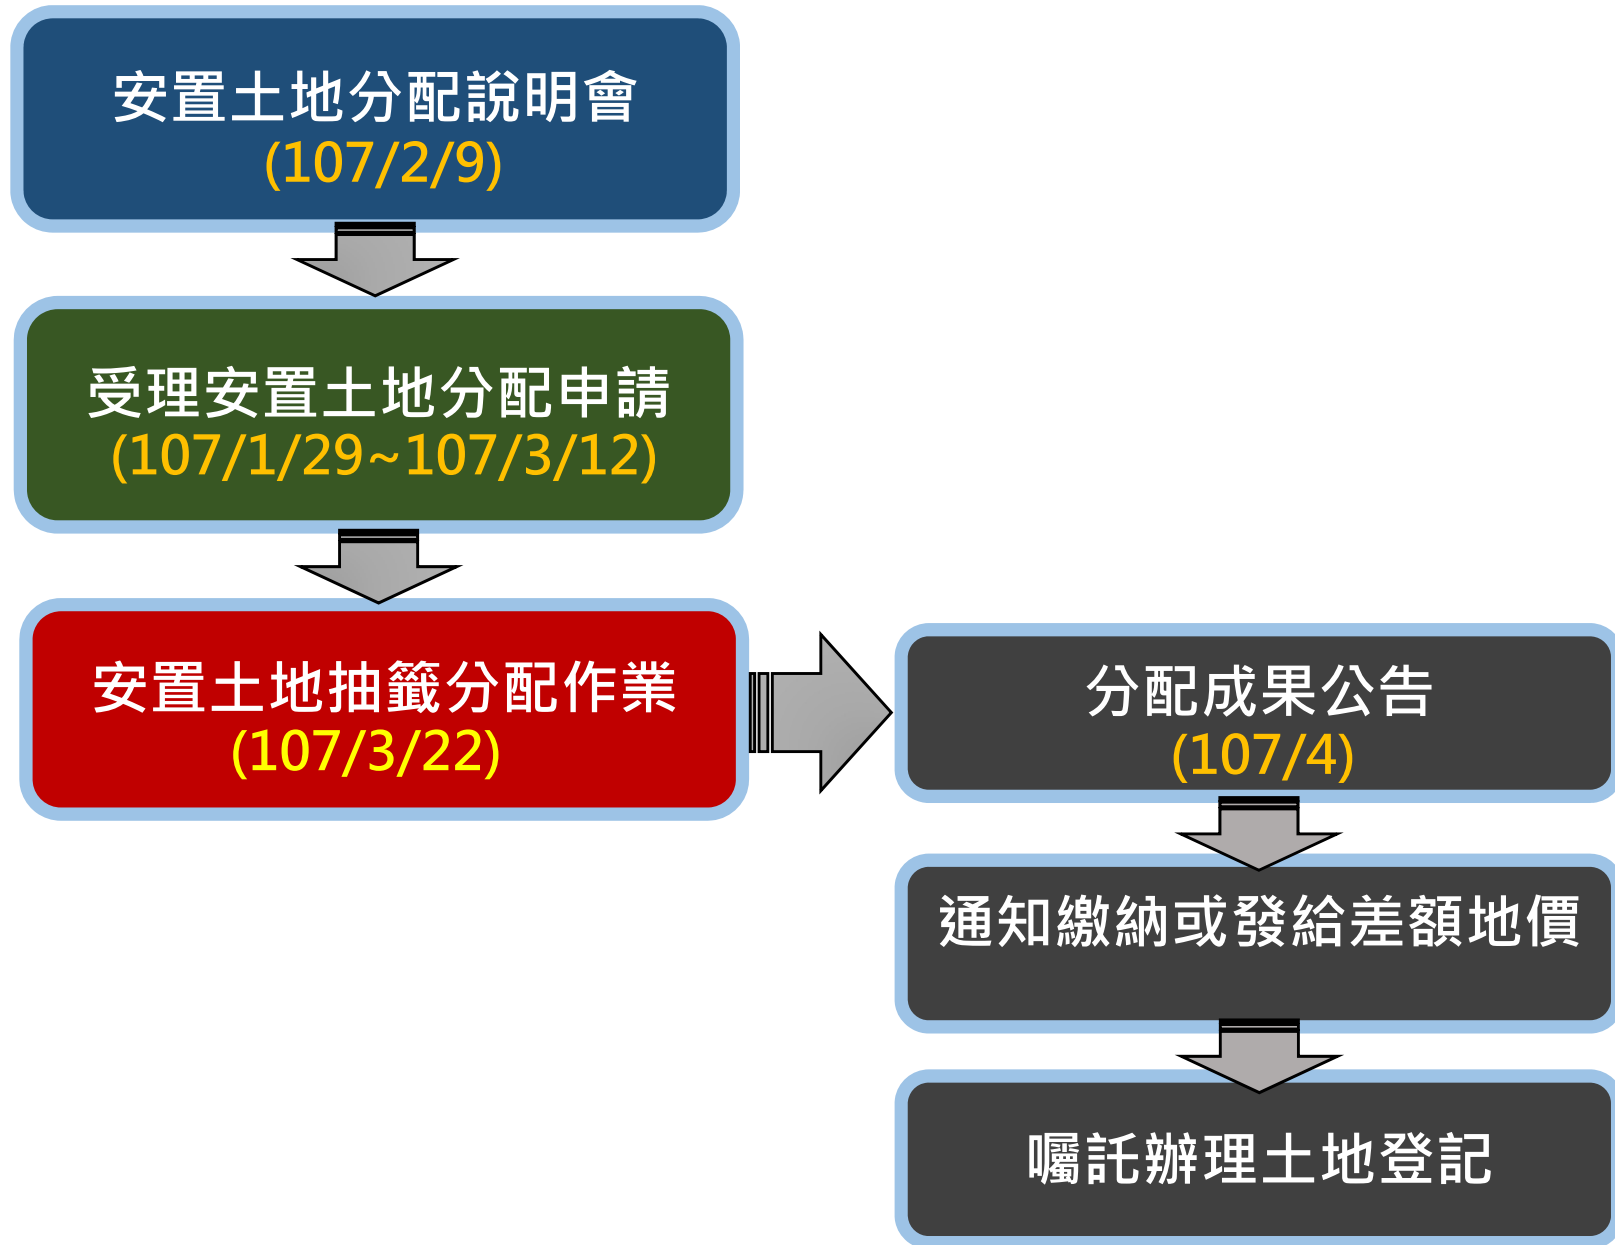 安置土地分配說明會
(107/2/9)
受理安置土地分配申請
(107/1/29~107/3/12)
安置土地抽籤分配作業
(107/3/22)
分配成果公告
(107/4)
通知繳納或發給差額地價
囑託辦理土地登記